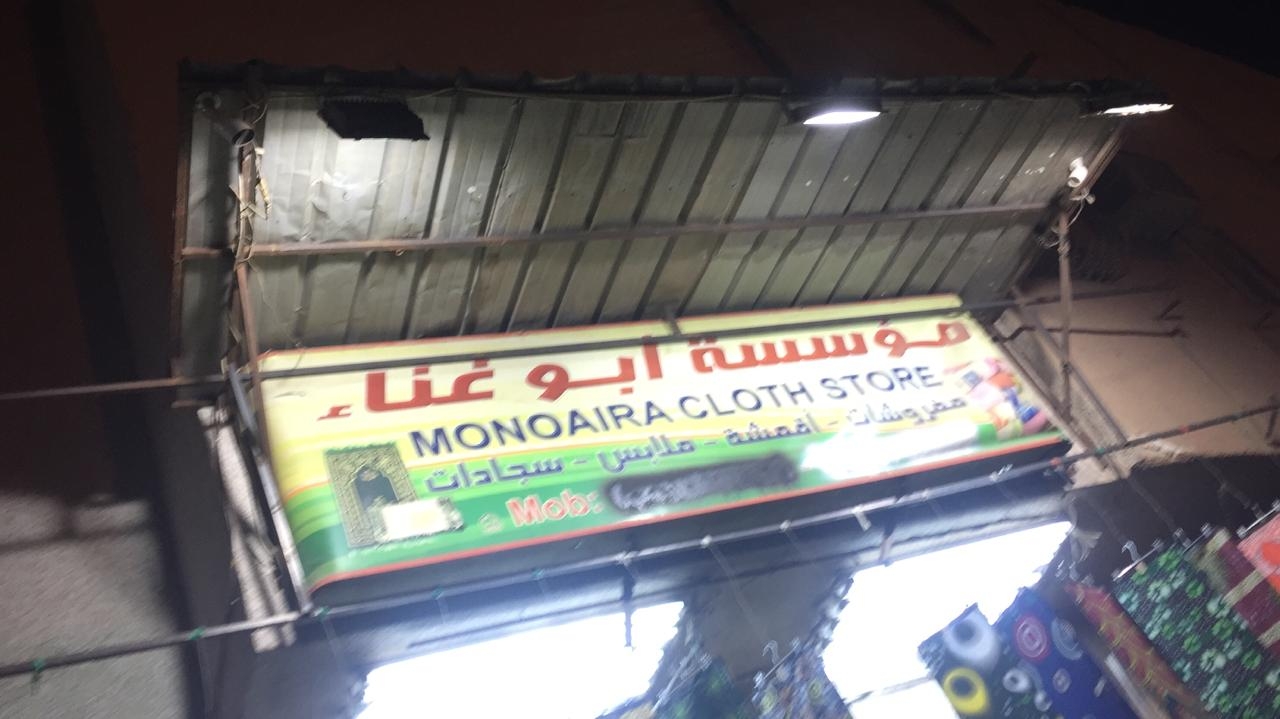 مؤسسة ابو غناء
MONOAIRA CLOTH STORE
مفروشات - أقمشة - ملابس - سجادات
Mob: